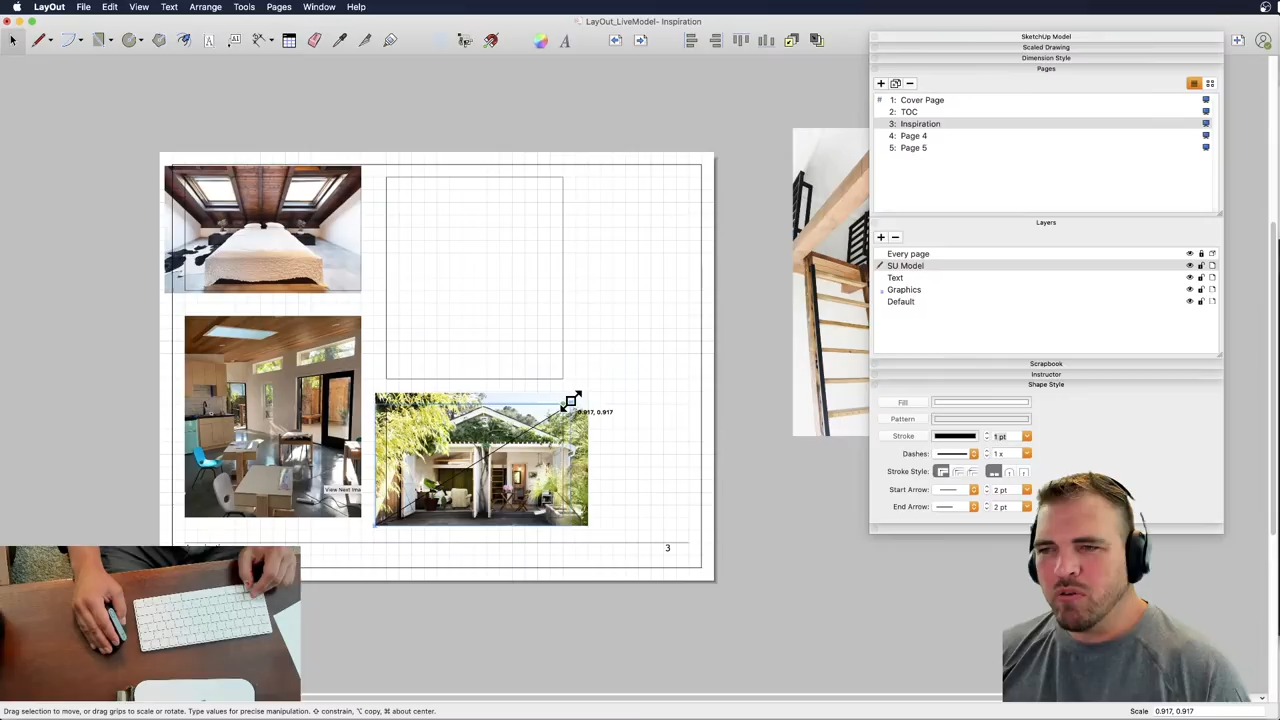 LayOut File Edit View Text Arrange Tools Pages Window Help
LayOut_LiveModel- Inspiration
SketchUp Model
Scaled Drawing
Dimension Style
Pages
# 1: Cover Page
2: TOC
3: Inspiration
4: Page 4
5: Page 5
Layers
Every page
SU Model
Text
Graphics
Default
Scrapbook
Instructor
Shape Style
Fill
Pattern
Stroke 1 pt
Dashes: 1 x
Stroke Style:
Start Arrow: 2 pt
End Arrow: 2 pt
0.917, 0.917
View Next Ima
3
Drag selection to move, or drag grips to scale or rotate. Type values for precise manipulation. ⇧ constrain, ⌥ copy, ⌘ about center.
Scale 0.917, 0.917